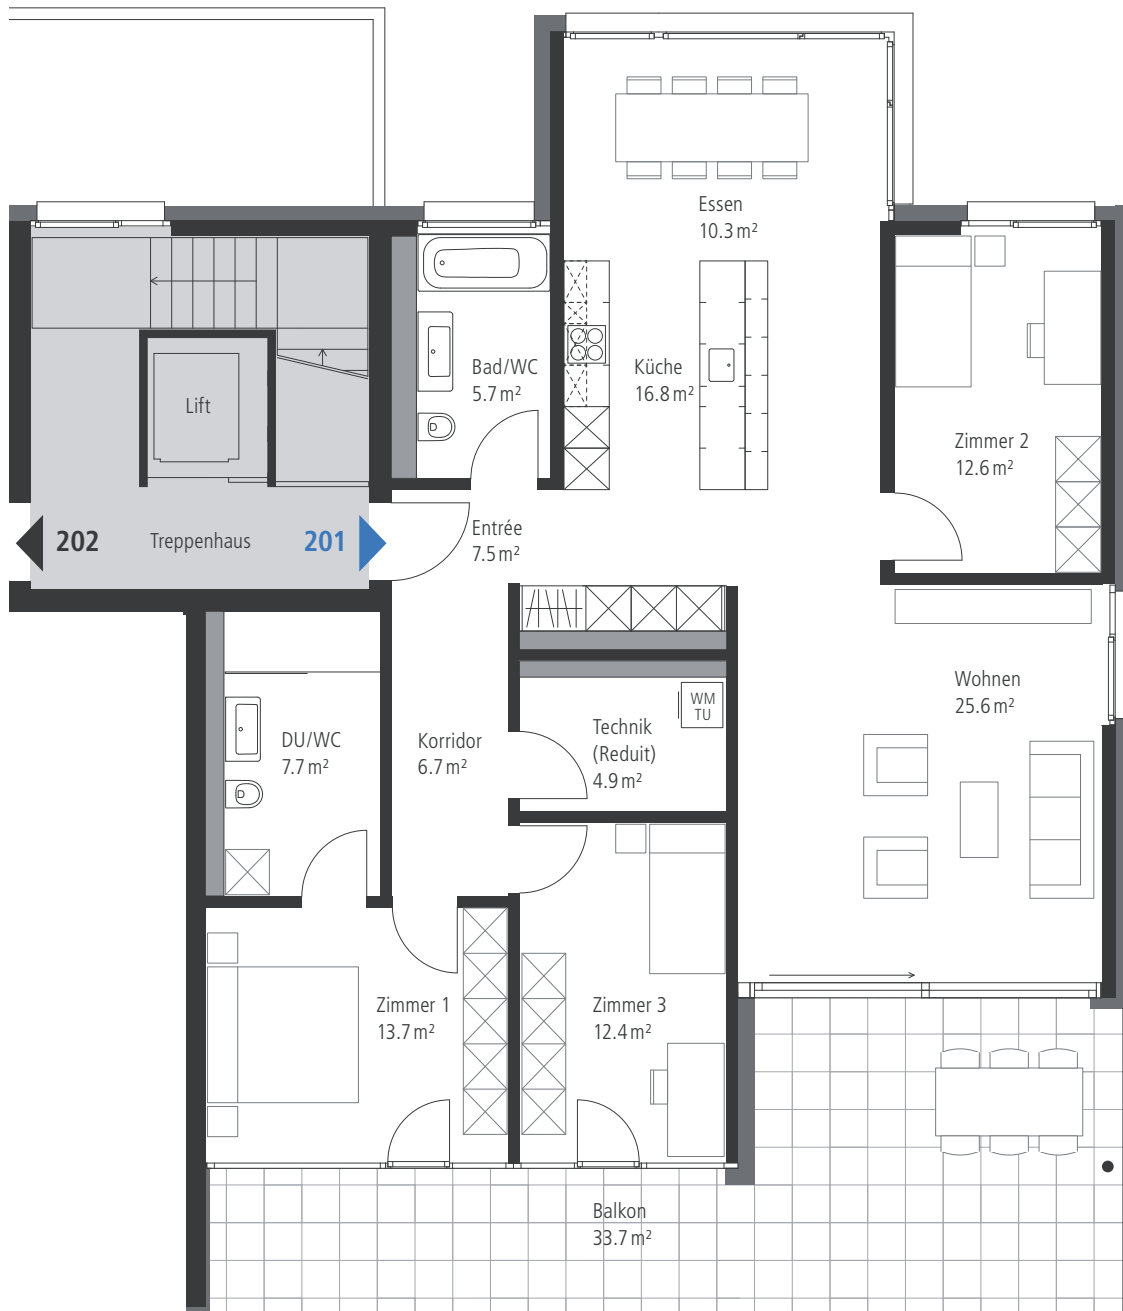 Essen
10.3 m²
Bad/WC
5.7 m²
Küche
16.8 m²
Lift
Zimmer 2
12.6 m²
202
Treppenhaus
201
Entrée
7.5 m²
Wohnen
25.6 m²
WM
TU
DU/WC
7.7 m²
Korridor
6.7 m²
Technik
(Reduit)
4.9 m²
Zimmer 1
13.7 m²
Zimmer 3
12.4 m²
Balkon
33.7 m²